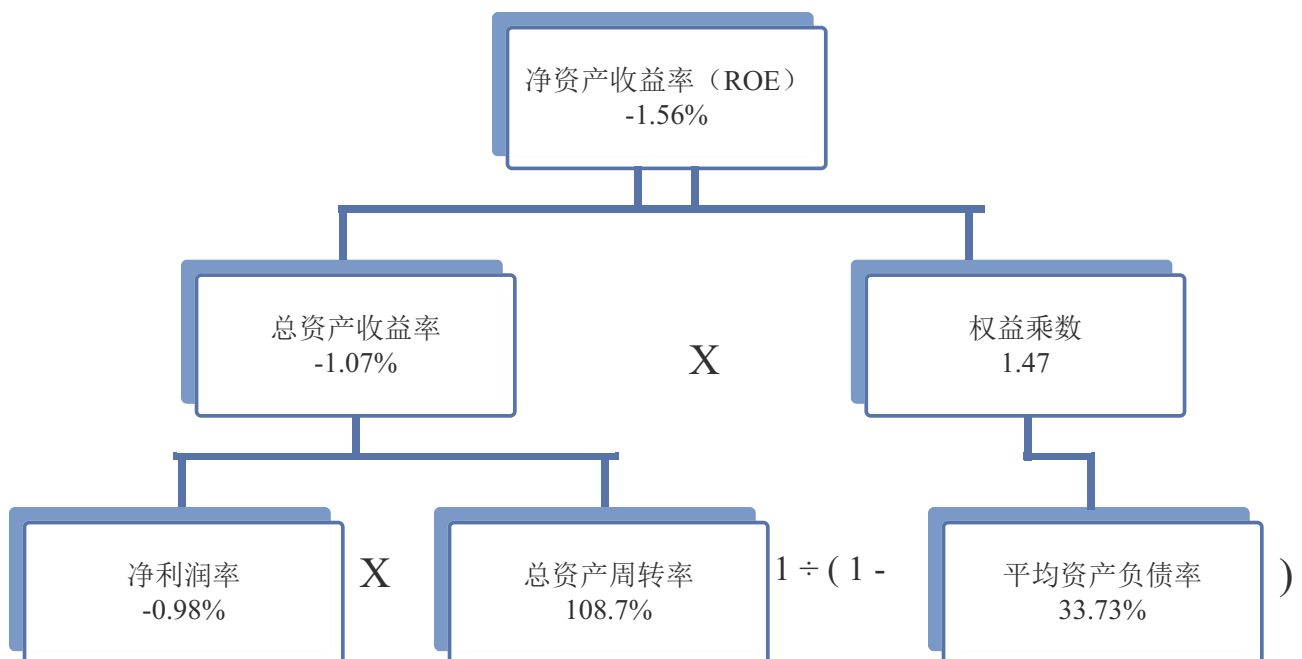 净资产收益率（ROE）
-1.56%
总资产收益率
-1.07%
X
权益乘数
1.47
净利润率
-0.98%
X
总资产周转率
108.7%
1 ÷ ( 1 -
平均资产负债率
33.73%
)